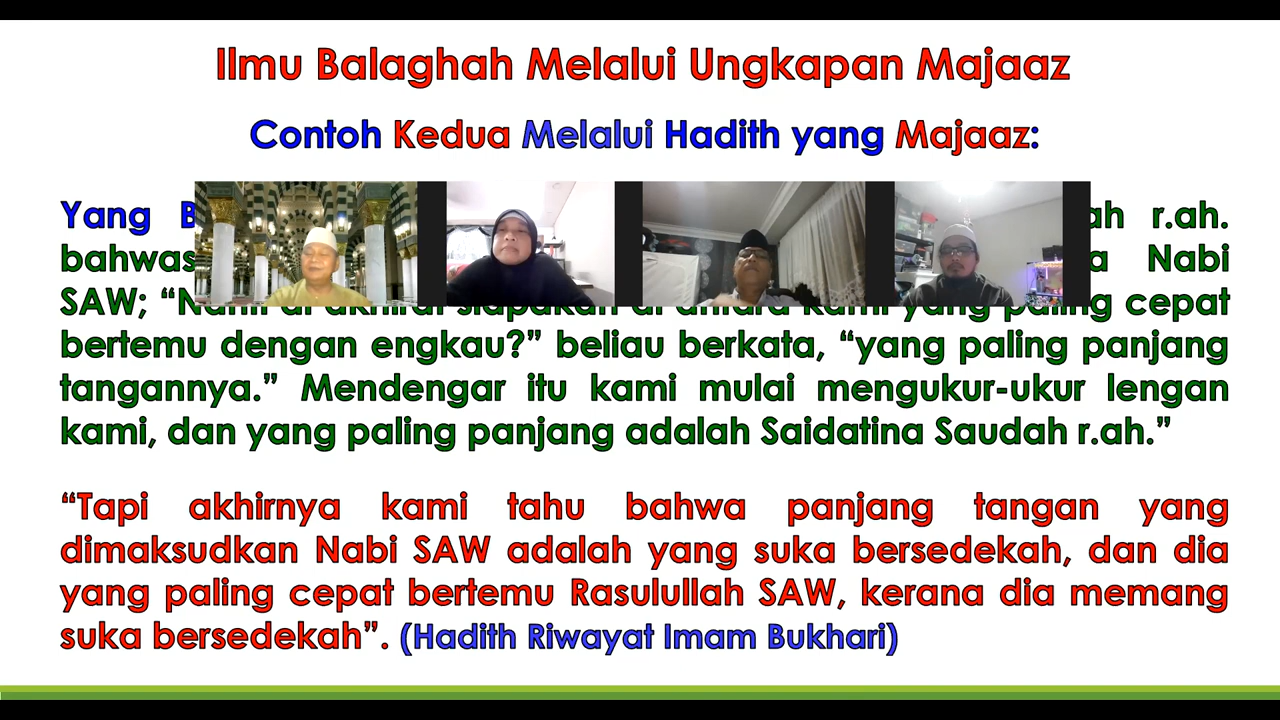 Ilmu Balaghah Melalui Ungkapan Majaaz
Contoh Kedua Melalui Hadith yang Majaaz:
Yang r.ah.
Nabi
SAW; cepat
bertemu dengan engkau?” beliau berkata, “yang paling panjang
tangannya.” Mendengar itu kami mulai mengukur-ukur lengan
kami, dan yang paling panjang adalah Saidatina Saudah r.ah.”
“Tapi akhirnya kami tahu bahwa panjang tangan yang
dimaksudkan Nabi SAW adalah yang suka bersedekah, dan dia
yang paling cepat bertemu Rasulullah SAW, kerana dia memang
suka bersedekah”. (Hadith Riwayat Imam Bukhari)